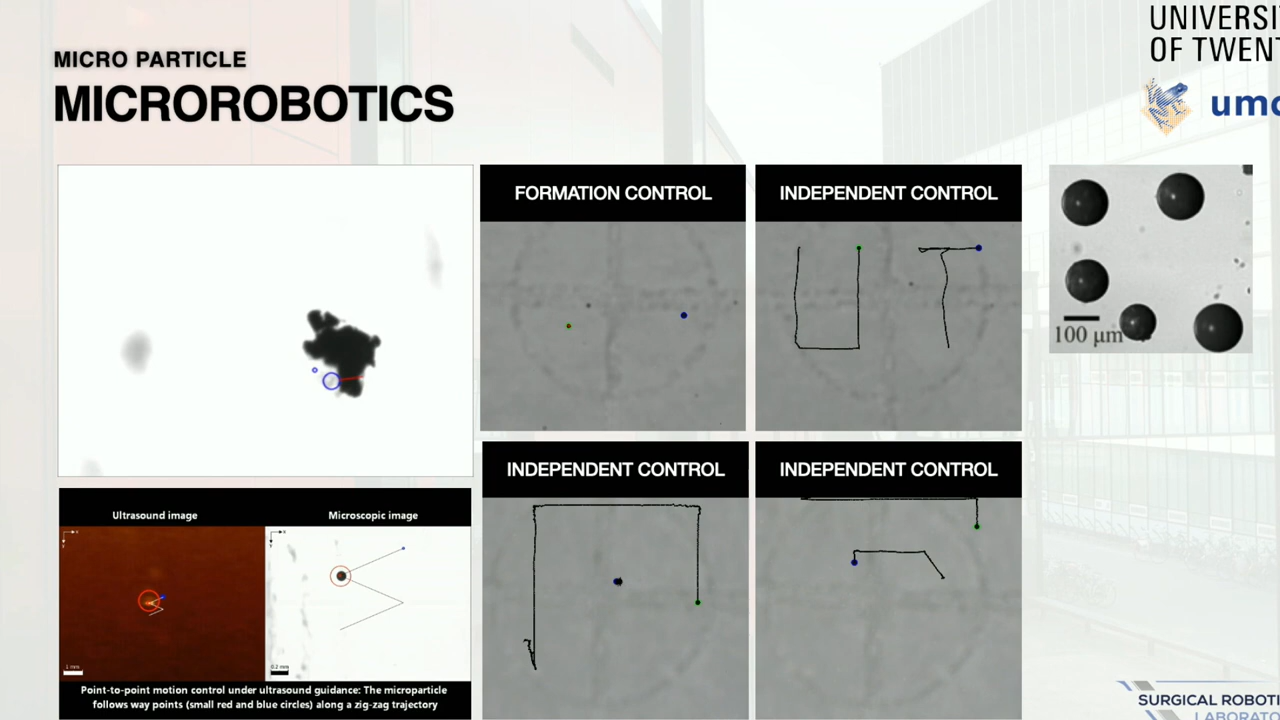 MICRO PARTICLE
MICROROBOTICS
UNIVERSI
OF TWENT
umc
FORMATION CONTROL
INDEPENDENT CONTROL
100 µm
INDEPENDENT CONTROL
INDEPENDENT CONTROL
Ultrasound image
Microscopic image
1 mm
0.2 mm
Point-to-point motion control under ultrasound guidance: The microparticle
follows way points (small red and blue circles) along a zig-zag trajectory
SURGICAL ROBOTI
LABORATO